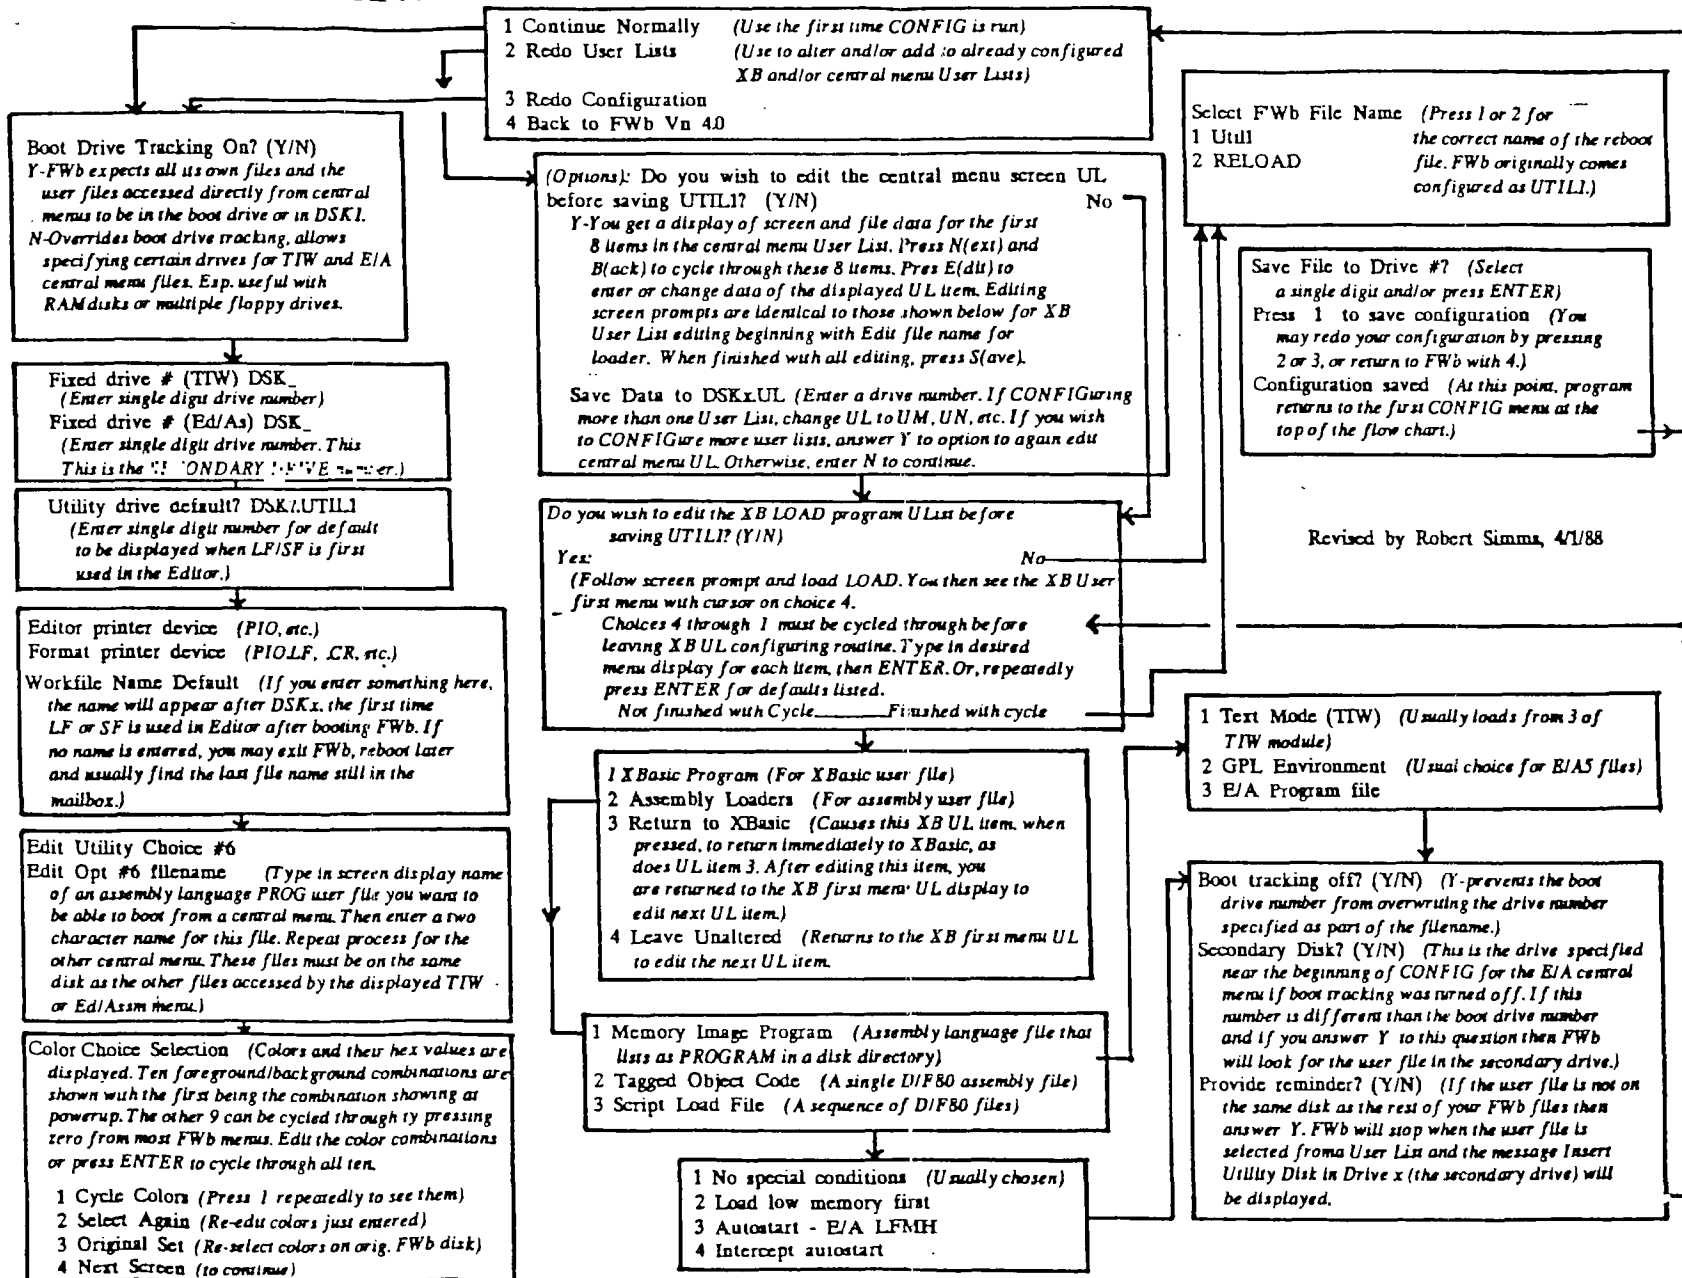 1 Continue Normally (Use the first time CONFIG is run)
2 Redo User Lists (Use to alter and/or add to already configured
XB and/or central menu User Lists)
3 Redo Configuration
4 Back to FWb Vn 4.0
Boot Drive Tracking On? (Y/N)
Y-FWb expects all its own files and the
user files accessed directly from central
menus to be in the boot drive or in DSK1.
N-Overrides boot drive tracking, allows
specifying certain drives for TIW and E/A
central menu files. Esp. useful with
RAMdisks or multiple floppy drives.
Fixed drive # (TIW) DSK_
(Enter single digit drive number)
Fixed drive # (Ed/As) DSK_
(Enter single digit drive number. This
This is the
Utility drive default? DSK?.UTIL1
(Enter single digit number for default
to be displayed when LF/SF is first
used in the Editor.)
Editor printer device (PIO, etc.)
Format printer device (PIO.LF, .CR, etc.)
Workfile Name Default (If you enter something here,
the name will appear after DSKx. the first time
LF or SF is used in Editor after booting FWb. If
no name is entered, you may exit FWb, reboot later
and usually find the last file name still in the
mailbox.)
Edit Utility Choice #6
Edit Opt #6 filename (Type in screen display name
of an assembly language PROG user file you want to
be able to boot from a central menu. Then enter a two
character name for this file. Repeat process for the
other central menu. These files must be on the same
disk as the other files accessed by the displayed TIW
or Ed/Assm menu.)
Color Choice Selection (Colors and their hex values are
displayed. Ten foreground/background combinations are
shown with the first being the combination showing at
powerup. The other 9 can be cycled through ty pressing
zero from most FWb menus. Edit the color combinations
or press ENTER to cycle through all ten.
1 Cycle Colors (Press 1 repeatedly to see them)
2 Select Again (Re-edit colors just entered)
3 Original Set (Re-select colors on orig. FWb disk)
4 Next Screen (to continue)
(Options): Do you wish to edit the central menu screen UL
before saving UTIL1? (Y/N) No
Y-You get a display of screen and file data for the first
8 items in the central menu User List. Press N(ext) and
B(ack) to cycle through these 8 items. Pres E(dit) to
enter or change data of the displayed UL item. Editing
screen prompts are identical to those shown below for XB
User List editing beginning with Edit file name for
loader. When finished with all editing, press S(ave).
Save Data to DSKx.UL (Enter a drive number. If CONFIGuring
more than one User List, change UL to UM, UN, etc. If you wish
to CONFIGure more user lists, answer Y to option to again edit
central menu UL. Otherwise, enter N to continue.
Do you wish to edit the XB LOAD program UList before
saving UTIL1? (Y/N)
Yes: No
(Follow screen prompt and load LOAD. You then see the XB User
first menu with cursor on choice 4.
Choices 4 through 1 must be cycled through before
leaving XB UL configuring routine. Type in desired
menu display for each item, then ENTER. Or, repeatedly
press ENTER for defaults listed.
Not finished with Cycle Finished with cycle
1 XBasic Program (For XBasic user file)
2 Assembly Loaders (For assembly user file)
3 Return to XBasic (Causes this XB UL item, when
pressed, to return immediately to XBasic, as
does UL item 3. After editing this item, you
are returned to the XB first menu UL display to
edit next UL item.)
4 Leave Unaltered (Returns to the XB first menu UL
to edit the next UL item.
1 Memory Image Program (Assembly language file that
lists as PROGRAM in a disk directory)
2 Tagged Object Code (A single D/F80 assembly file)
3 Script Load File (A sequence of D/F80 files)
1 No special conditions (Usually chosen)
2 Load low memory first
3 Autostart - E/A LFMH
4 Intercept autostart
Select FWb File Name (Press 1 or 2 for
1 Util1 the correct name of the reboot
2 RELOAD file. FWb originally comes
configured as UTIL1.)
Save File to Drive #? (Select
a single digit and/or press ENTER)
Press 1 to save configuration (You
may redo your configuration by pressing
2 or 3, or return to FWb with 4.)
Configuration saved (At this point, program
returns to the first CONFIG menu at the
top of the flow chart.)
Revised by Robert Simms, 4/1/88
1 Text Mode (TIW) (Usually loads from 3 of
TIW module)
2 GPL Environment (Usual choice for E/A5 files)
3 E/A Program file
Boot tracking off? (Y/N) (Y-prevents the boot
drive number from overwriting the drive number
specified as part of the filename.)
Secondary Disk? (Y/N) (This is the drive specified
near the beginning of CONFIG for the E/A central
menu if boot tracking was turned off. If this
number is different than the boot drive number
and if you answer Y to this question then FWb
will look for the user file in the secondary drive.)
Provide reminder? (Y/N) (If the user file is not on
the same disk as the rest of your FWb files then
answer Y. FWb will stop when the user file is
selected froma User List and the message Insert
Utility Disk in Drive x (the secondary drive) will
be displayed.